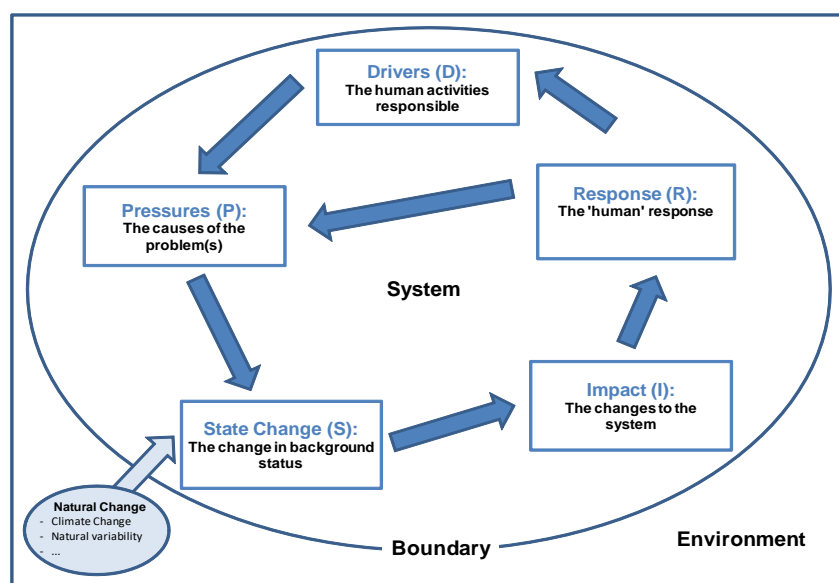 Drivers (D):
The human activities
responsible
Pressures (P):
The causes of the
problem(s)
Response (R):
The 'human' response
System
State Change (S):
The change in background
status
Impact (I):
The changes to the
system
Natural Change
- Climate Change
- Natural variability
- ...
Boundary
Environment